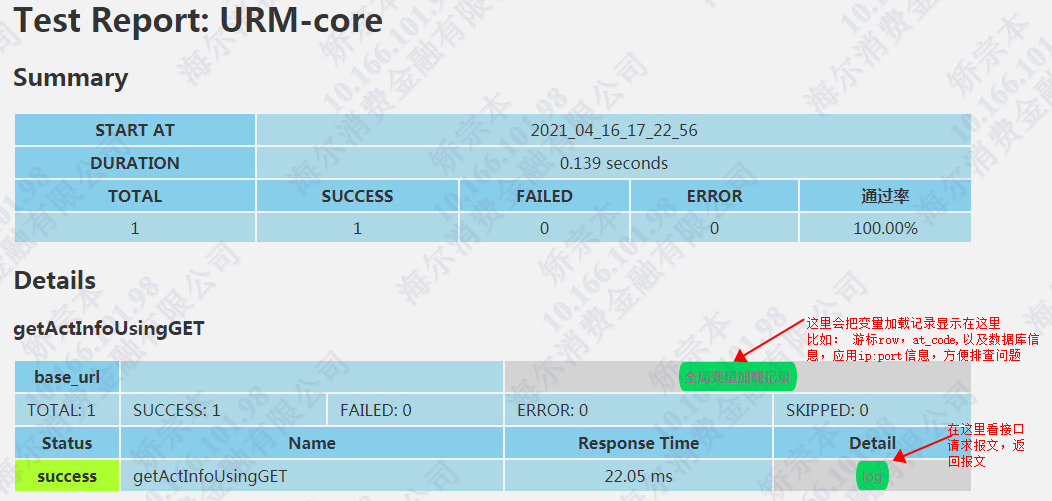 Test Report: URM-core
Summary
START AT 2021_04_16_17_22_56
DURATION 0.139 seconds
TOTAL SUCCESS FAILED ERROR 通过率
1 1 0 0 100.00%
Details
getActInfoUsingGET
这里会把变量加载记录显示在这里
比如： 游标row，at_code,以及数据库信
息，应用ip:port信息，方便排查问题
base_url 全局变量加载记录
TOTAL: 1 SUCCESS: 1 FAILED: 0 ERROR: 0 SKIPPED: 0
Status Name Response Time Detail
在这里看接口
请求报文，返
回报文
success getActInfoUsingGET 22.05 ms log
矫宗本
10.166.101.98
海尔消费金融有限公司